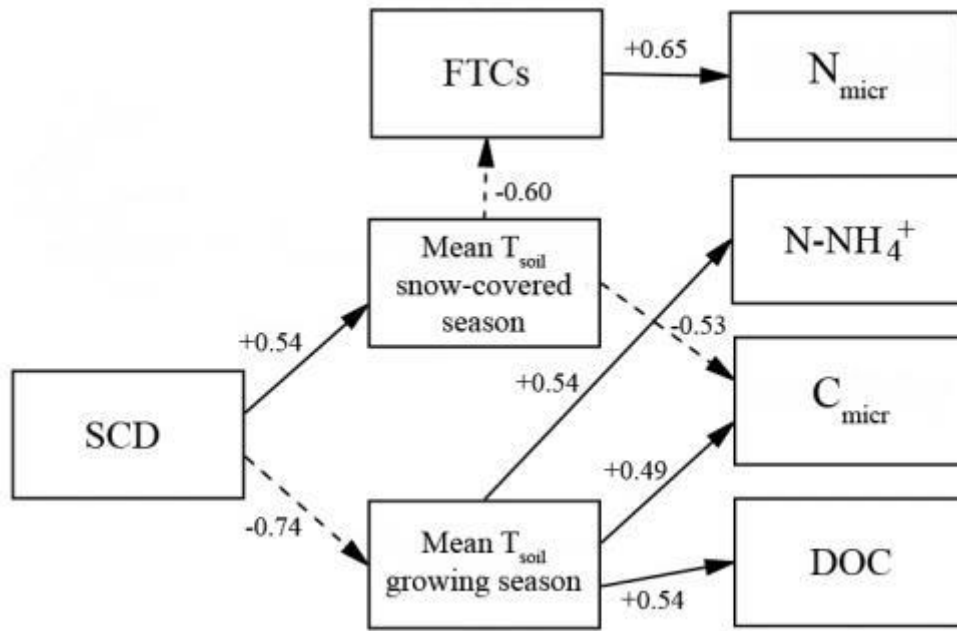 FTCs
+0.65
N micr
-0.60
Mean T soil
snow-covered
season
N-NH₄⁺
-0.53
+0.54
+0.54
SCD
C micr
+0.49
-0.74
Mean T soil
growing season
+0.54
DOC